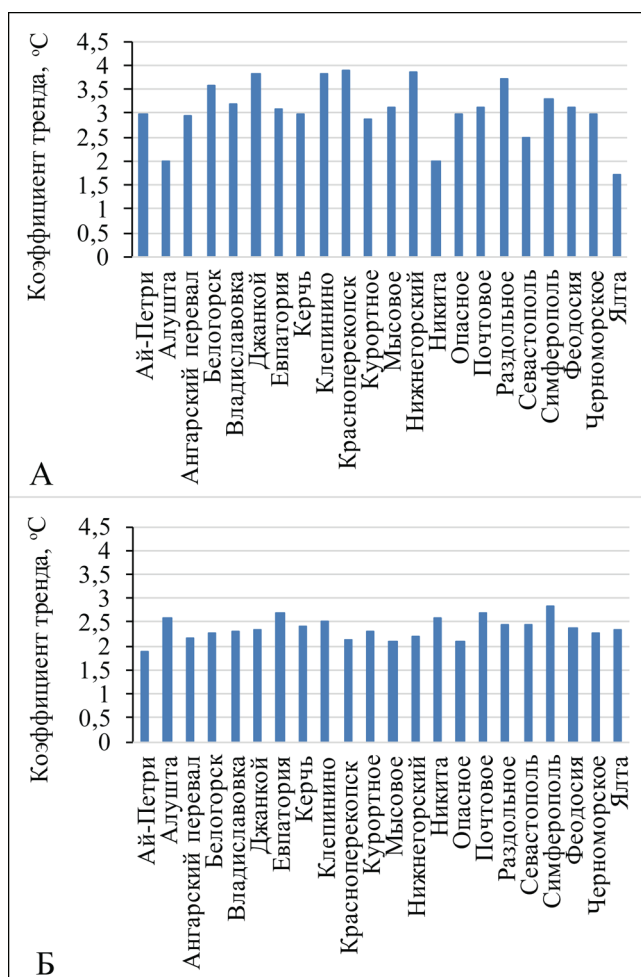 Коэффициент тренда, °С
4,5
4
3,5
3
2,5
2
1,5
1
0,5
0
Ай-Петри
Алушта
Ангарский перевал
Белогорск
Владиславовка
Джанкой
Евпатория
Керчь
Клепинино
Красноперекопск
Курортное
Мысовое
Нижнегорский
Никита
Опасное
Почтовое
Раздольное
Севастополь
Симферополь
Феодосия
Черноморское
Ялта
А
Коэффициент тренда, °С
4,5
4
3,5
3
2,5
2
1,5
1
0,5
0
Ай-Петри
Алушта
Ангарский перевал
Белогорск
Владиславовка
Джанкой
Евпатория
Керчь
Клепинино
Красноперекопск
Курортное
Мысовое
Нижнегорский
Никита
Опасное
Почтовое
Раздольное
Севастополь
Симферополь
Феодосия
Черноморское
Ялта
Б